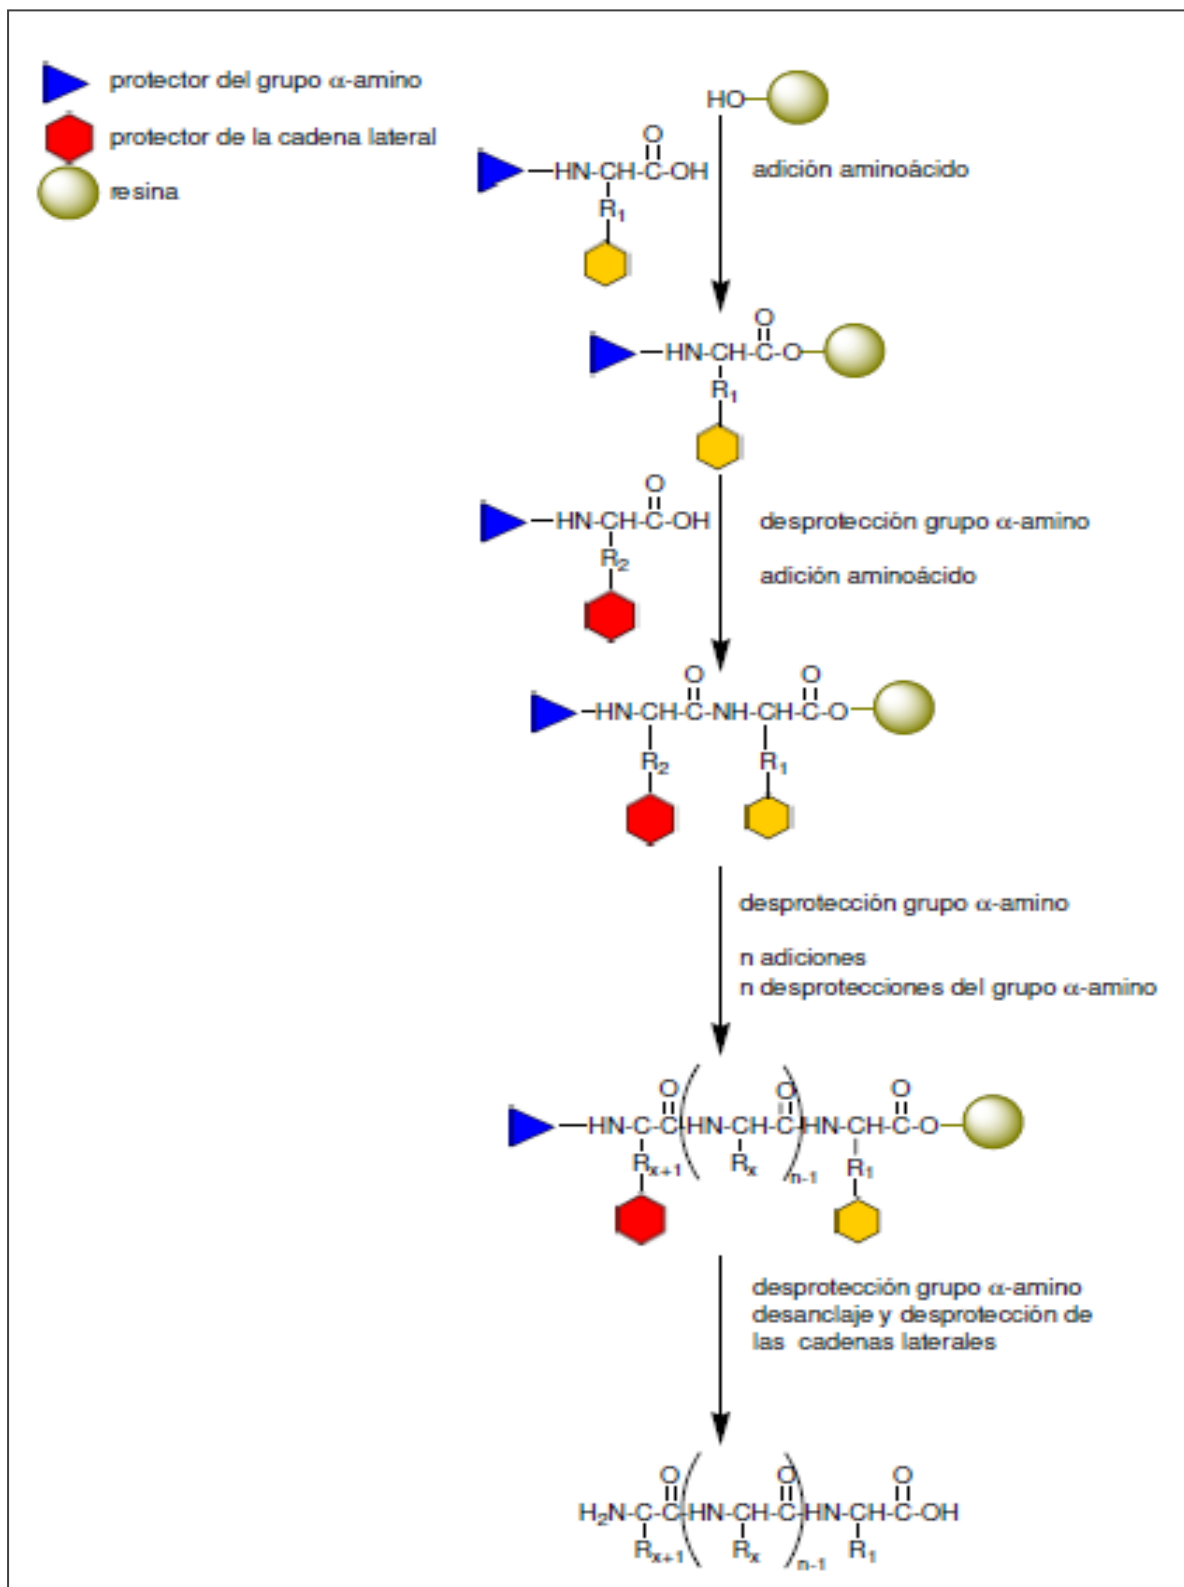 protector del grupo α-amino
protector de la cadena lateral
resina
HO
HN-CH-C-OH
O
R1
adición aminoácido
O
HN-CH-C-O
R1
O
HN-CH-C-OH
R2
desprotección grupo α-amino
adición aminoácido
O O
HN-CH-C-NH-CH-C-O
R2 R1
desprotección grupo α-amino
n adiciones
n desprotecciones del grupo α-amino
O O O
HN-C-C(HN-CH-C)HN-CH-C-O
Rx+1 Rx n-1 R1
desprotección grupo α-amino
desanclaje y desprotección de
las cadenas laterales
O O O
H2N-C-C(HN-CH-C)HN-CH-C-OH
Rx+1 Rx n-1 R1